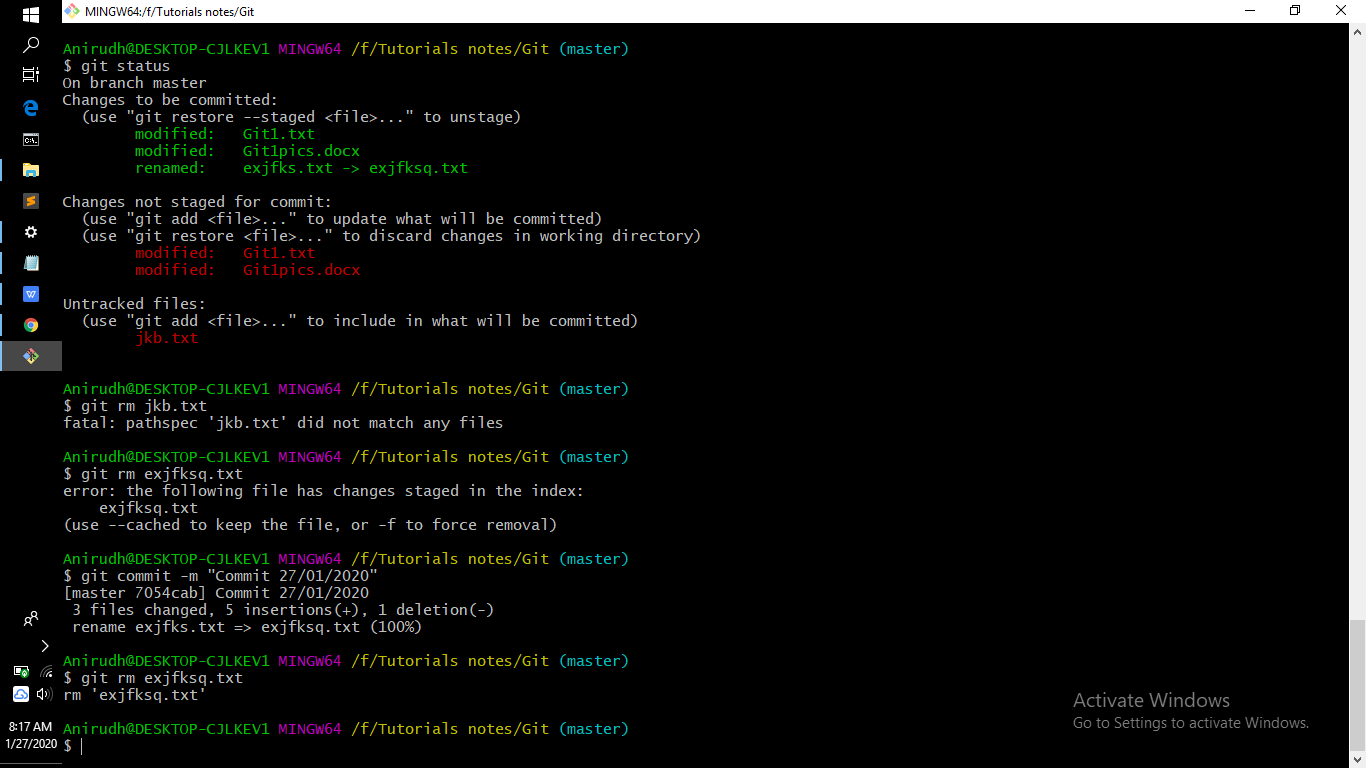 MINGW64:/f/Tutorials notes/Git
Anirudh@DESKTOP-CJLKEV1 MINGW64 /f/Tutorials notes/Git (master)
$ git status
On branch master
Changes to be committed:
  (use "git restore --staged <file>..." to unstage)
        modified:   Git1.txt
        modified:   Git1pics.docx
        renamed:    exjfks.txt -> exjfksq.txt
Changes not staged for commit:
  (use "git add <file>..." to update what will be committed)
  (use "git restore <file>..." to discard changes in working directory)
        modified:   Git1.txt
        modified:   Git1pics.docx
Untracked files:
  (use "git add <file>..." to include in what will be committed)
        jkb.txt
Anirudh@DESKTOP-CJLKEV1 MINGW64 /f/Tutorials notes/Git (master)
$ git rm jkb.txt
fatal: pathspec 'jkb.txt' did not match any files
Anirudh@DESKTOP-CJLKEV1 MINGW64 /f/Tutorials notes/Git (master)
$ git rm exjfksq.txt
error: the following file has changes staged in the index:
    exjfksq.txt
(use --cached to keep the file, or -f to force removal)
Anirudh@DESKTOP-CJLKEV1 MINGW64 /f/Tutorials notes/Git (master)
$ git commit -m "Commit 27/01/2020"
[master 7054cab] Commit 27/01/2020
 3 files changed, 5 insertions(+), 1 deletion(-)
 rename exjfks.txt => exjfksq.txt (100%)
Anirudh@DESKTOP-CJLKEV1 MINGW64 /f/Tutorials notes/Git (master)
$ git rm exjfksq.txt
rm 'exjfksq.txt'
Anirudh@DESKTOP-CJLKEV1 MINGW64 /f/Tutorials notes/Git (master)
$
Activate Windows
Go to Settings to activate Windows.
8:17 AM
1/27/2020